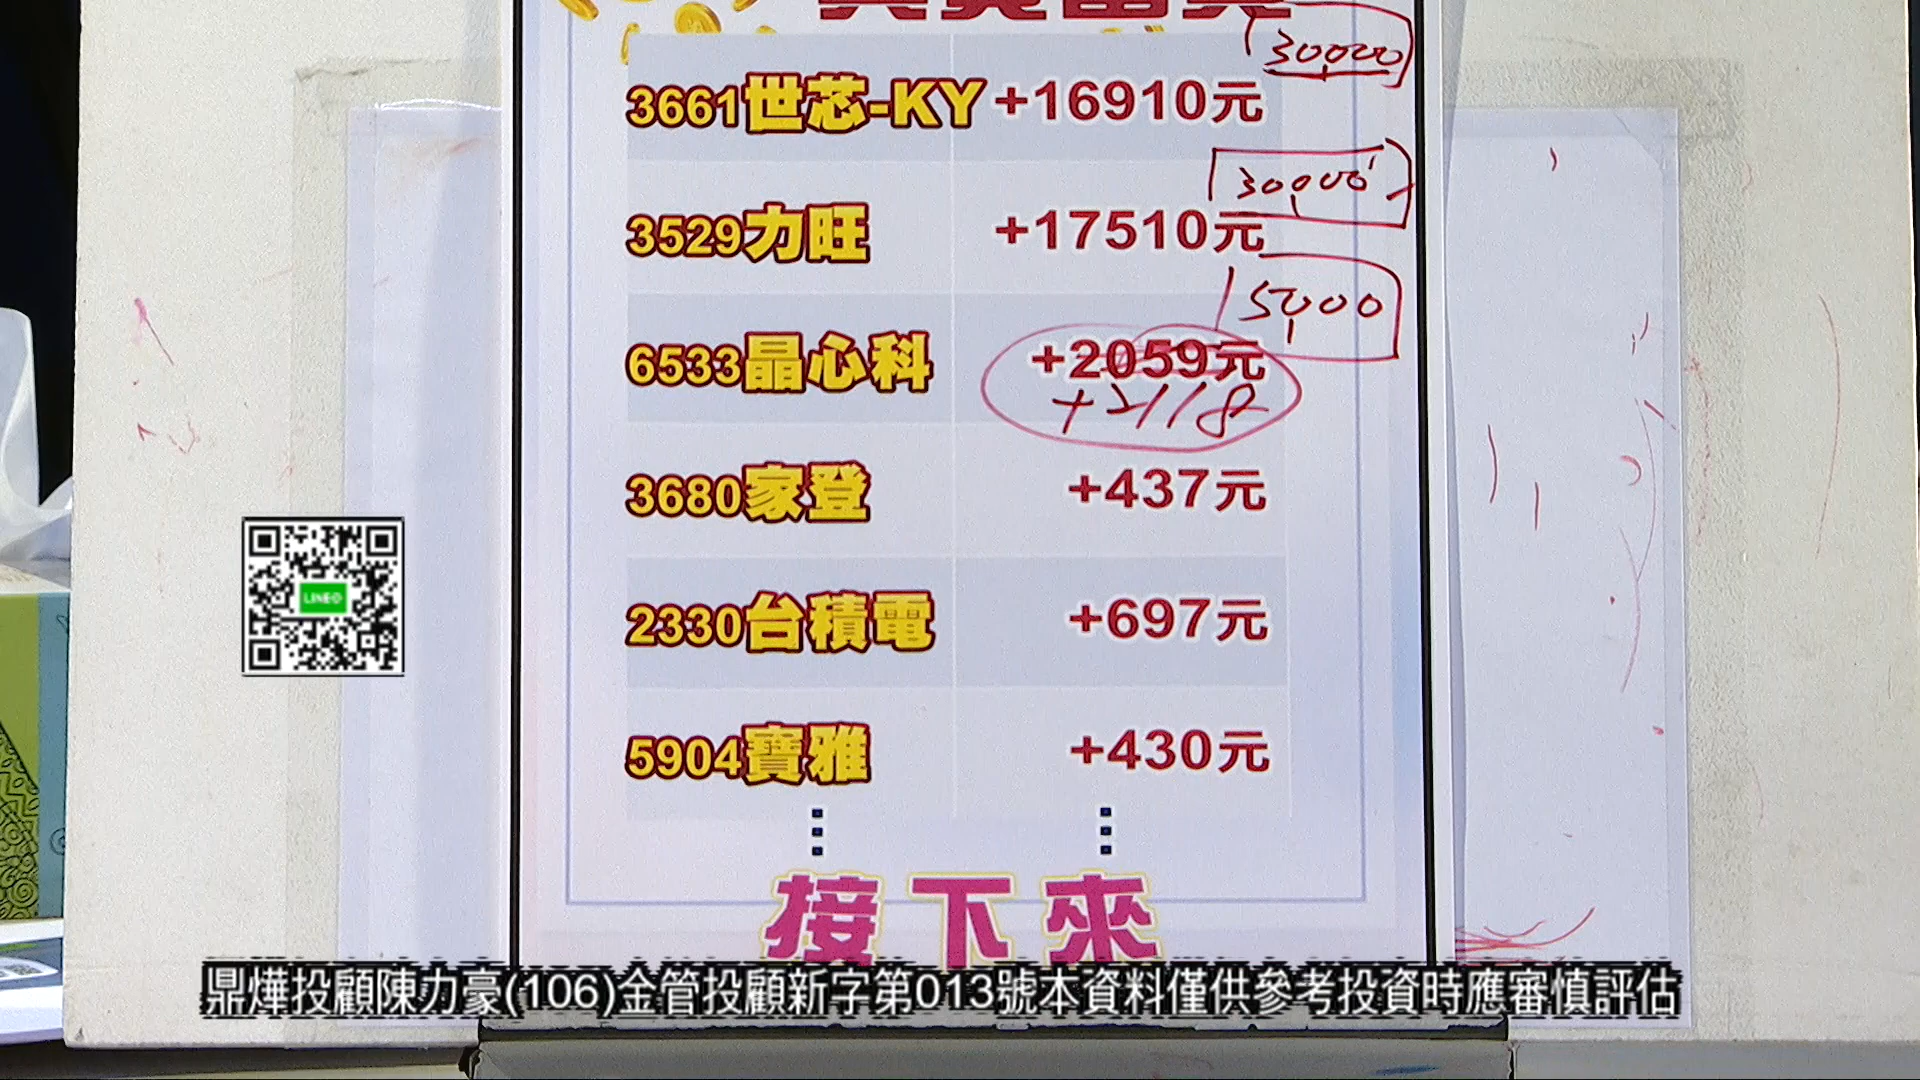 30000
3661世芯-KY +16910元
30000
3529力旺 +17510元
5000
6533晶心科 +2059元
+2118
3680家登 +437元
2330台積電 +697元
5904寶雅 +430元
接下來
LINE@
鼎燁投顧陳力豪(106)金管投顧新字第013號本資料僅供參考投資時應審慎評估